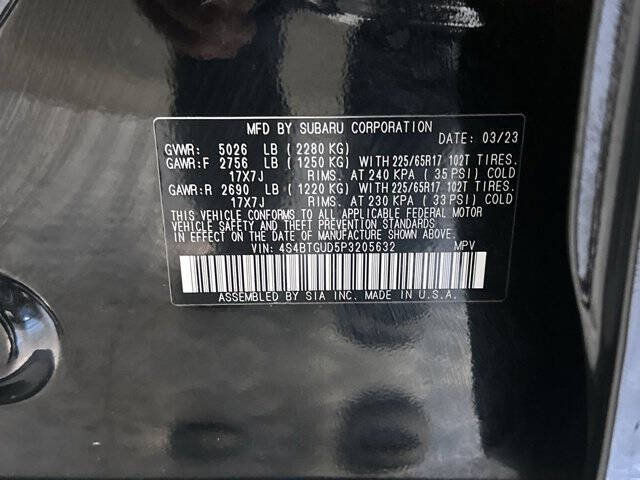 MFD BY SUBARU CORPORATION
DATE: 03/23
GVWR: 5026 LB (2280 KG)
GAWR:F 2756 LB (1250 KG) WITH 225/65R17 102T TIRES.
17X7J RIMS. AT 240 KPA (35 PSI) COLD
GAWR:R 2690 LB (1220 KG) WITH 225/65R17 102T TIRES.
17X7J RIMS. AT 230 KPA (33 PSI) COLD
THIS VEHICLE CONFORMS TO ALL APPLICABLE FEDERAL MOTOR
VEHICLE SAFETY, BUMPER, AND THEFT PREVENTION STANDARDS
IN EFFECT ON THE DATE OF MANUFACTURE SHOWN ABOVE.
VIN: 4S4BTGUD5P3205632 MPV
ASSEMBLED BY SIA INC. MADE IN U.S.A.